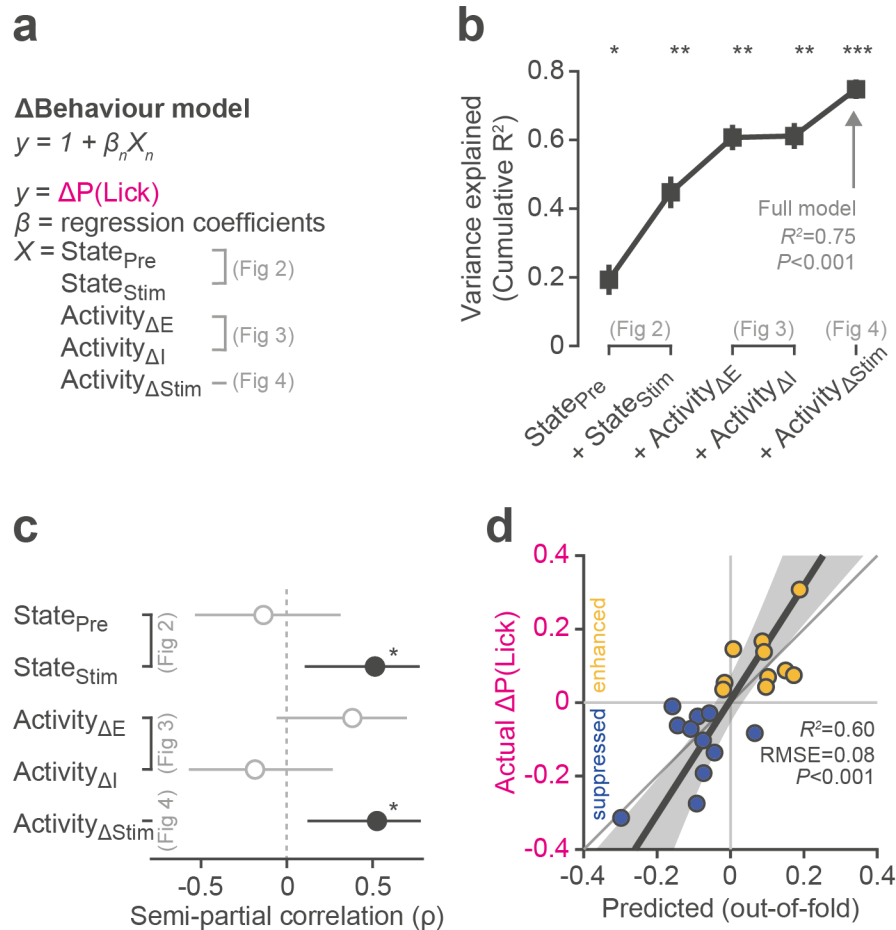 a
ΔBehaviour model
y = 1 + βnXn
y = ΔP(Lick)
β = regression coefficients
X = StatePre
StateStim
(Fig 2)
ActivityΔE
ActivityΔI
(Fig 3)
ActivityΔStim
(Fig 4)
b
* ** ** ** ***
Variance explained
(Cumulative R²)
0.8
0.6
0.4
0.2
0
Full model
R²=0.75
P<0.001
(Fig 2) (Fig 3) (Fig 4)
StatePre
+ StateStim
+ ActivityΔE
+ ActivityΔI
+ ActivityΔStim
c
StatePre
StateStim
(Fig 2)
*
ActivityΔE
ActivityΔI
(Fig 3)
ActivityΔStim
(Fig 4)
*
-0.5 0 0.5
Semi-partial correlation (ρ)
d
Actual ΔP(Lick)
suppressed enhanced
0.4
0.2
0
-0.2
-0.4
R²=0.60
RMSE=0.08
P<0.001
-0.4 -0.2 0 0.2 0.4
Predicted (out-of-fold)